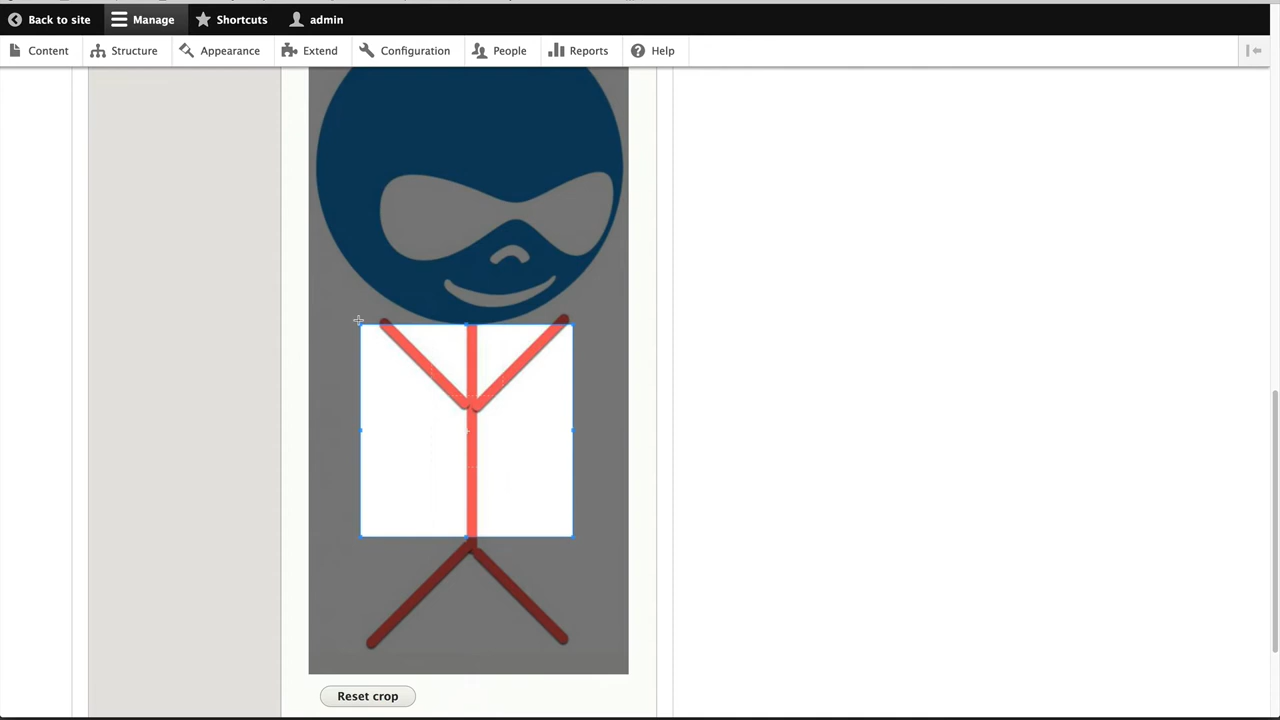 Back to site Manage Shortcuts admin
Content Structure Appearance Extend Configuration People Reports Help
Reset crop